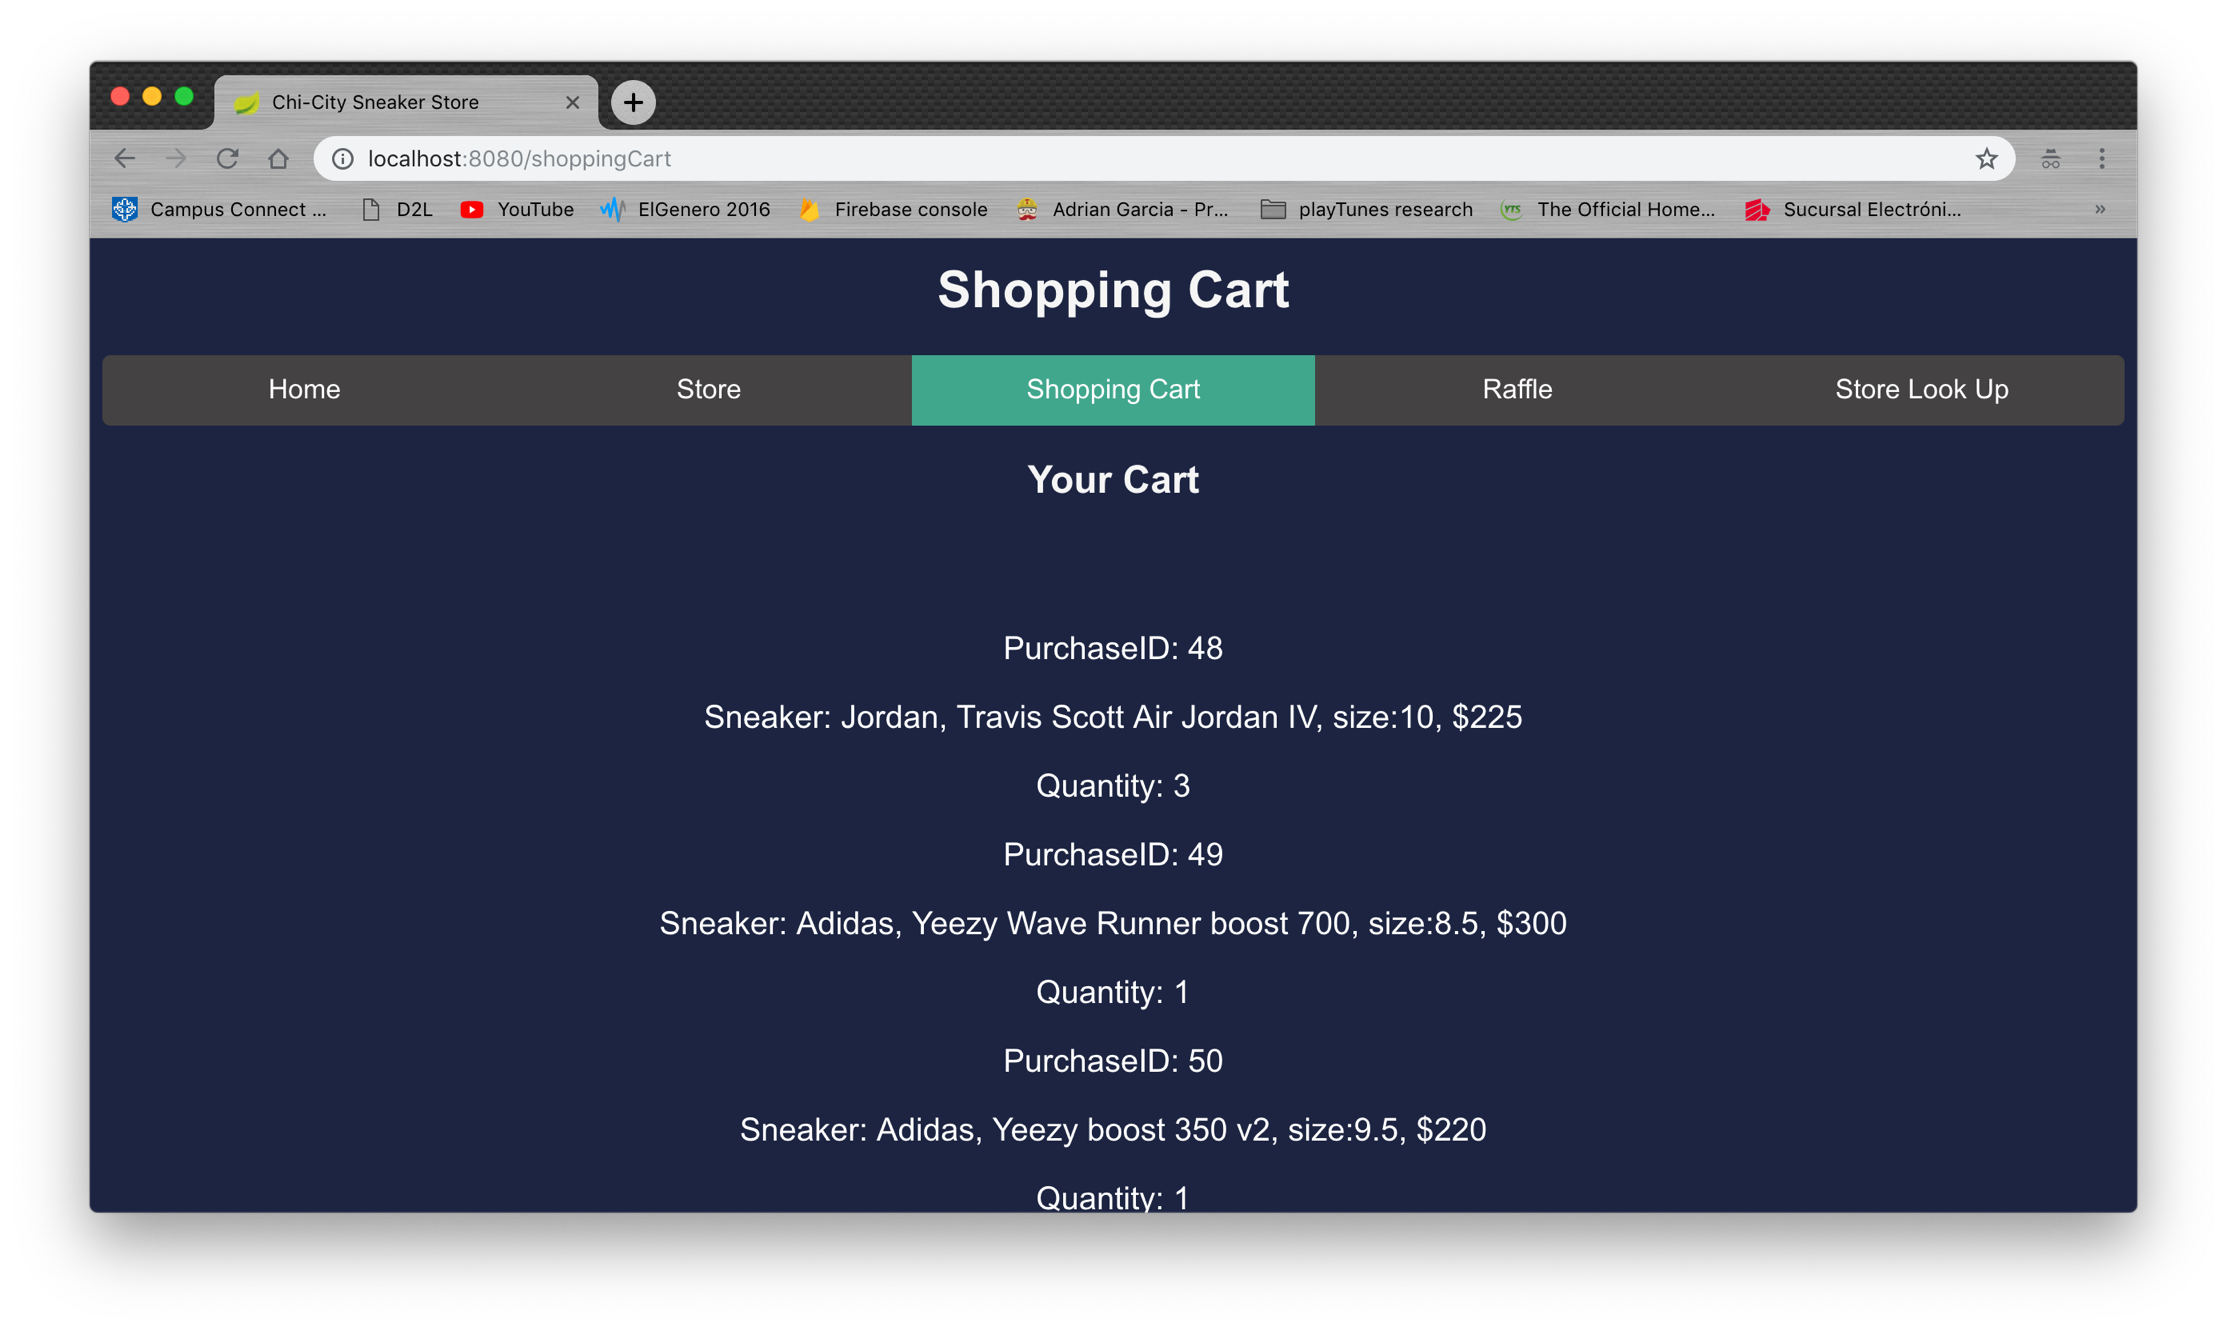 Chi-City Sneaker Store
localhost:8080/shoppingCart
Campus Connect ... D2L YouTube ElGenero 2016 Firebase console Adrian Garcia - Pr... playTunes research YTS The Official Home... Sucursal Electróni... »
Shopping Cart
Home Store Shopping Cart Raffle Store Look Up
Your Cart
PurchaseID: 48
Sneaker: Jordan, Travis Scott Air Jordan IV, size:10, $225
Quantity: 3
PurchaseID: 49
Sneaker: Adidas, Yeezy Wave Runner boost 700, size:8.5, $300
Quantity: 1
PurchaseID: 50
Sneaker: Adidas, Yeezy boost 350 v2, size:9.5, $220
Quantity: 1